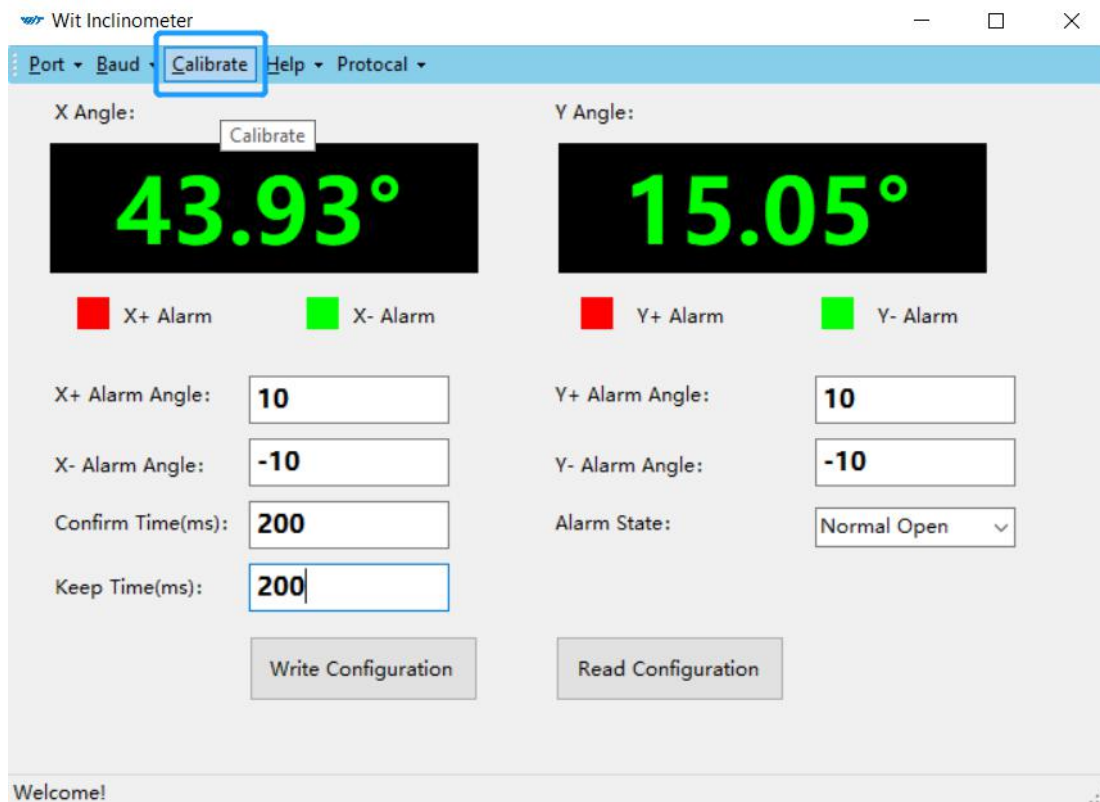 WIT Wit Inclinometer
Port Baud Calibrate Help Protocal
X Angle:
Y Angle:
Calibrate
43.93°
15.05°
X+ Alarm
X- Alarm
Y+ Alarm
Y- Alarm
X+ Alarm Angle:
10
Y+ Alarm Angle:
10
X- Alarm Angle:
-10
Y- Alarm Angle:
-10
Confirm Time(ms):
200
Alarm State:
Normal Open
Keep Time(ms):
200
Write Configuration
Read Configuration
Welcome!